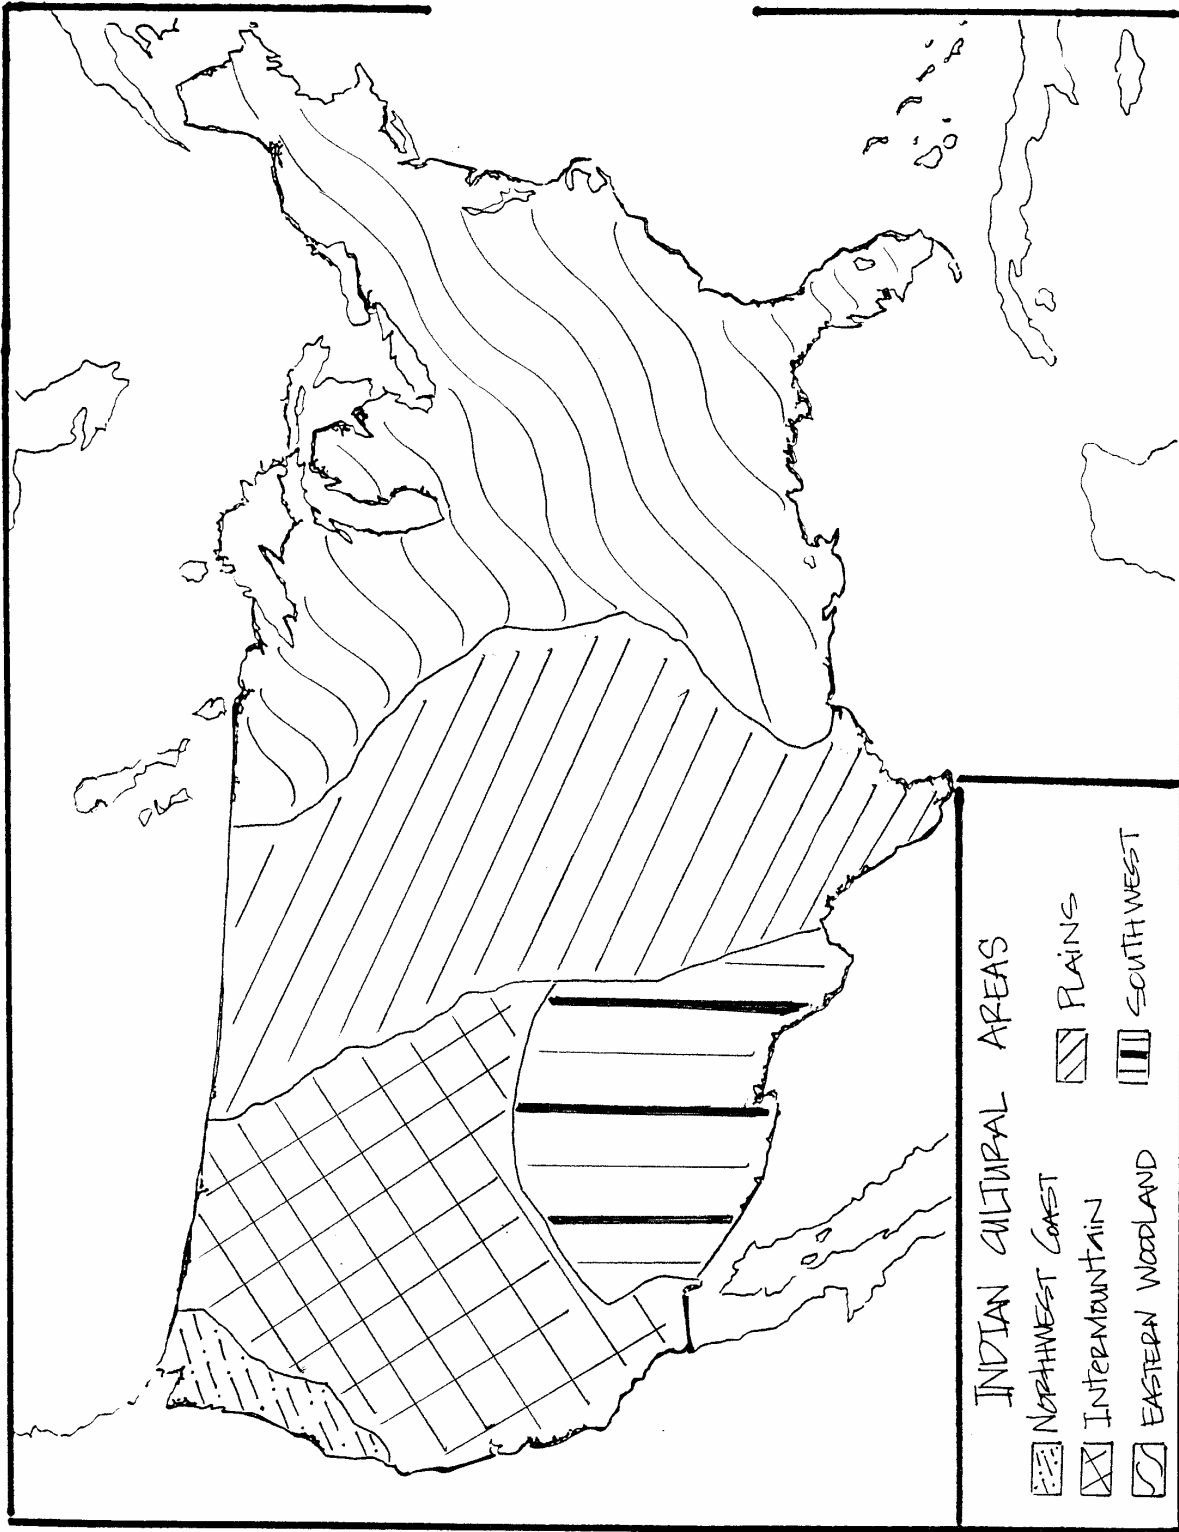 INDIAN CULTURAL AREAS
NORTHWEST COAST
INTERMOUNTAIN
EASTERN WOODLAND
PLAINS
SOUTHWEST